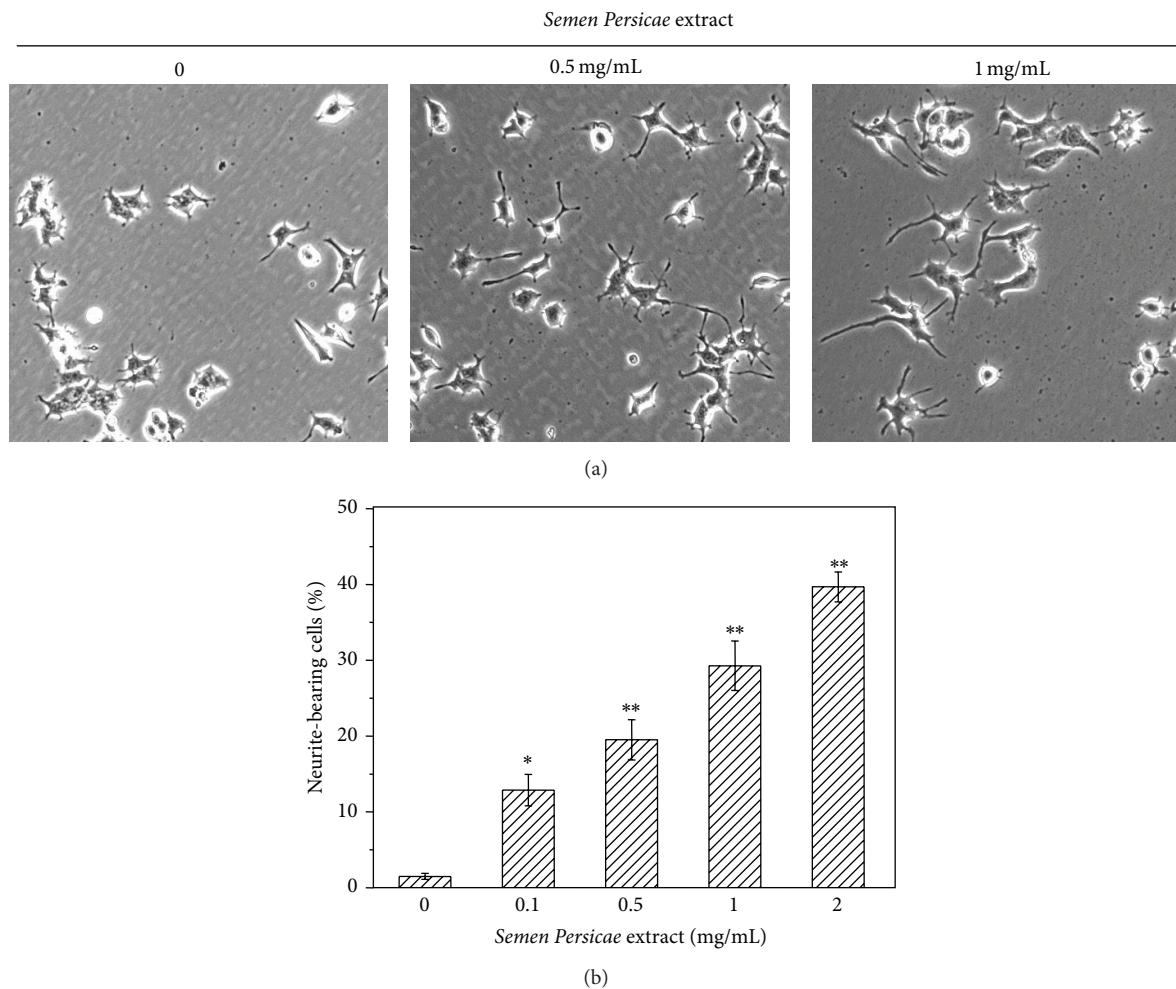 Semen Persicae extract
0
0.5 mg/mL
1 mg/mL
(a)
50
40
30
20
10
0
Neurite-bearing cells (%)
*
**
**
**
0 0.1 0.5 1 2
Semen Persicae extract (mg/mL)
(b)